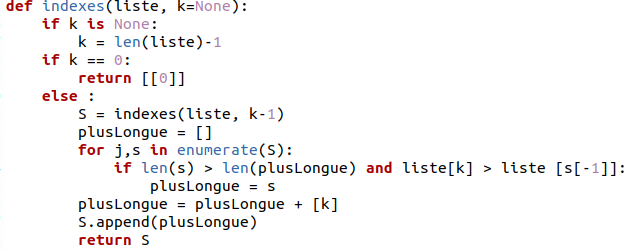 def indexes(liste, k=None):
    if k is None:
        k = len(liste)-1
    if k == 0:
        return [[0]]
    else :
        S = indexes(liste, k-1)
        plusLongue = []
        for j,s in enumerate(S):
            if len(s) > len(plusLongue) and liste[k] > liste [s[-1]]:
                plusLongue = s
        plusLongue = plusLongue + [k]
        S.append(plusLongue)
        return S